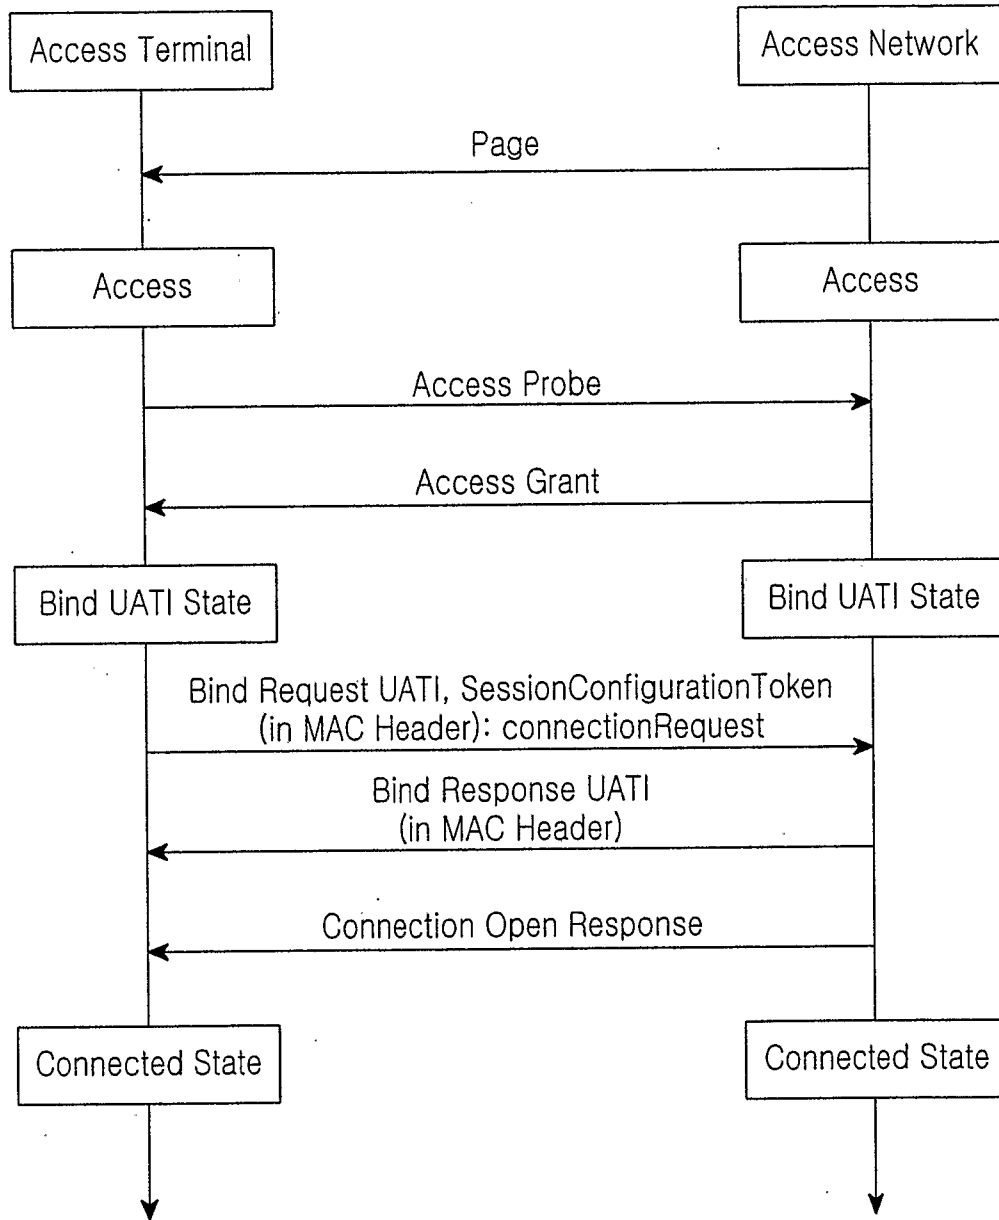 Access Terminal
Access Network
Page
Access
Access
Access Probe
Access Grant
Bind UATI State
Bind UATI State
Bind Request UATI, SessionConfigurationToken
(in MAC Header): connectionRequest
Bind Response UATI
(in MAC Header)
Connection Open Response
Connected State
Connected State